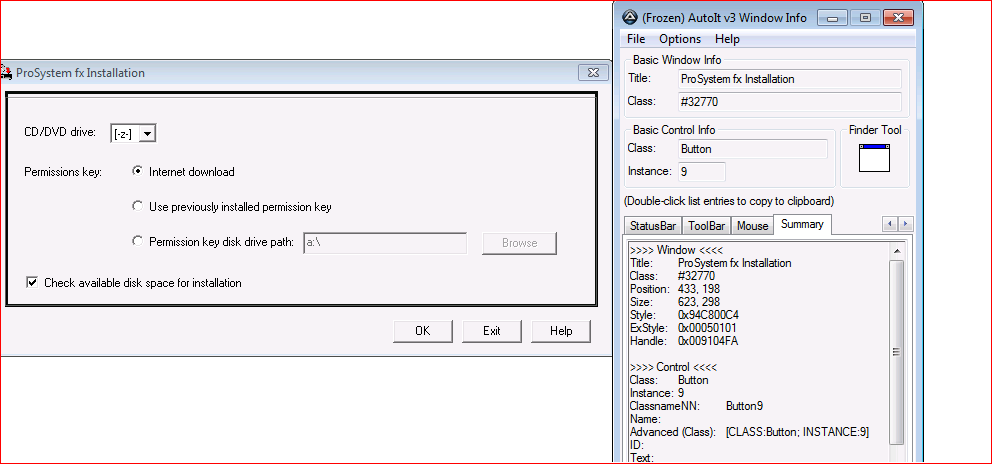 ProSystem fx Installation
CD/DVD drive: [-z-]
Permissions key: Internet download
Use previously installed permission key
Permission key disk drive path: a:\ Browse
Check available disk space for installation
OK Exit Help
(Frozen) AutoIt v3 Window Info
File Options Help
Basic Window Info
Title: ProSystem fx Installation
Class: #32770
Basic Control Info
Class: Button
Instance: 9
Finder Tool
(Double-click list entries to copy to clipboard)
StatusBar ToolBar Mouse Summary
>>>> Window <<<<
Title: ProSystem fx Installation
Class: #32770
Position: 433, 198
Size: 623, 298
Style: 0x94C800C4
ExStyle: 0x00050101
Handle: 0x009104FA
>>>> Control <<<<
Class: Button
Instance: 9
ClassnameNN: Button9
Name:
Advanced (Class): [CLASS:Button; INSTANCE:9]
ID:
Text: